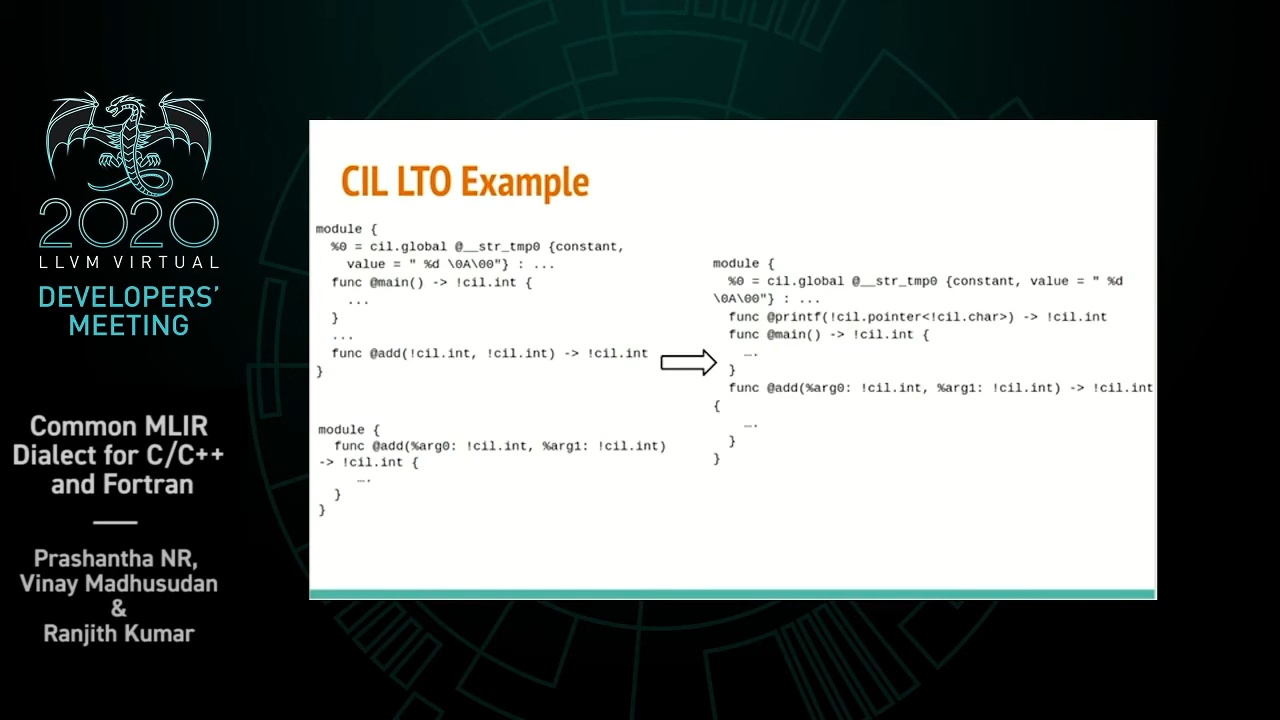 2020
LLVM VIRTUAL
DEVELOPERS'
MEETING
Common MLIR
Dialect for C/C++
and Fortran
Prashantha NR,
Vinay Madhusudan
&
Ranjith Kumar
CIL LTO Example
module {
%0 = cil.global @__str_tmp0 {constant,
value = " %d \0A\00"} : ...
func @main() -> !cil.int {
...
}
...
func @add(!cil.int, !cil.int) -> !cil.int
}
module {
func @add(%arg0: !cil.int, %arg1: !cil.int)
-> !cil.int {
….
}
}
module {
%0 = cil.global @__str_tmp0 {constant, value = " %d
\0A\00"} : ...
func @printf(!cil.pointer<!cil.char>) -> !cil.int
func @main() -> !cil.int {
….
}
func @add(%arg0: !cil.int, %arg1: !cil.int) -> !cil.int
{
….
}
}